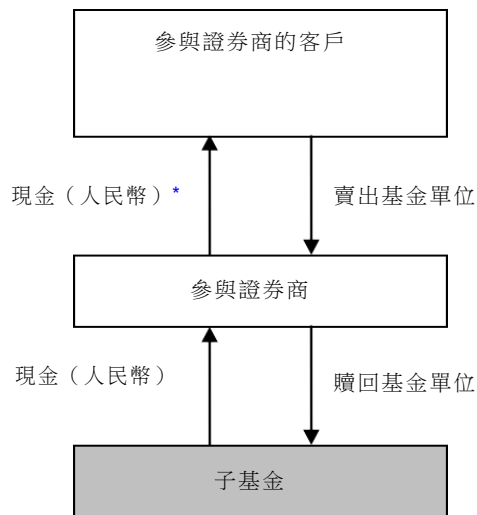 參與證券商的客戶
現金（人民幣）*
賣出基金單位
參與證券商
現金（人民幣）
贖回基金單位
子基金